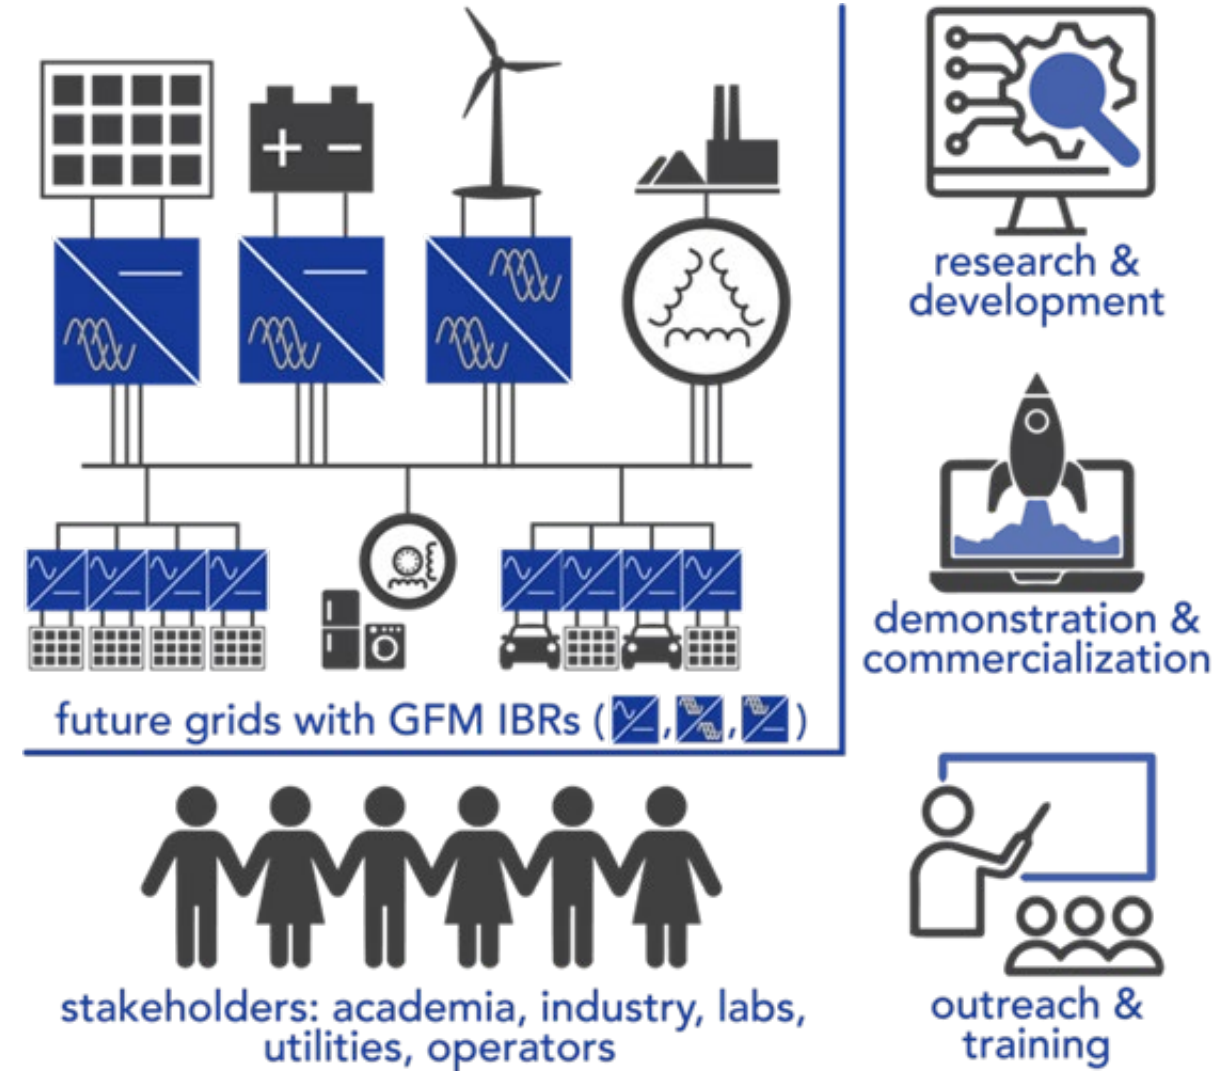 research &
development
demonstration &
commercialization
future grids with GFM IBRs ( , , )
stakeholders: academia, industry, labs,
utilities, operators
outreach &
training